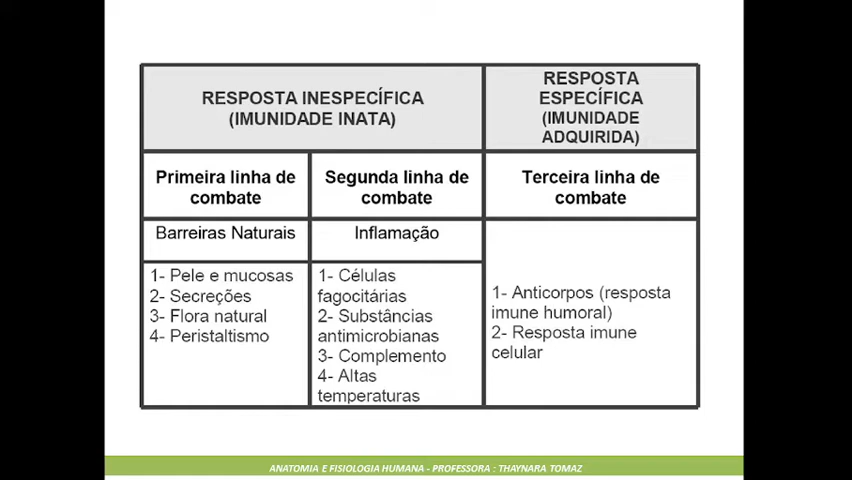 RESPOSTA INESPECÍFICA
(IMUNIDADE INATA)
RESPOSTA
ESPECÍFICA
(IMUNIDADE
ADQUIRIDA)
Primeira linha de
combate
Segunda linha de
combate
Terceira linha de
combate
Barreiras Naturais
Inflamação
1- Pele e mucosas
2- Secreções
3- Flora natural
4- Peristaltismo
1- Células
fagocitárias
2- Substâncias
antimicrobianas
3- Complemento
4- Altas
temperaturas
1- Anticorpos (resposta
imune humoral)
2- Resposta imune
celular
ANATOMIA E FISIOLOGIA HUMANA - PROFESSORA : THAYNARA TOMAZ